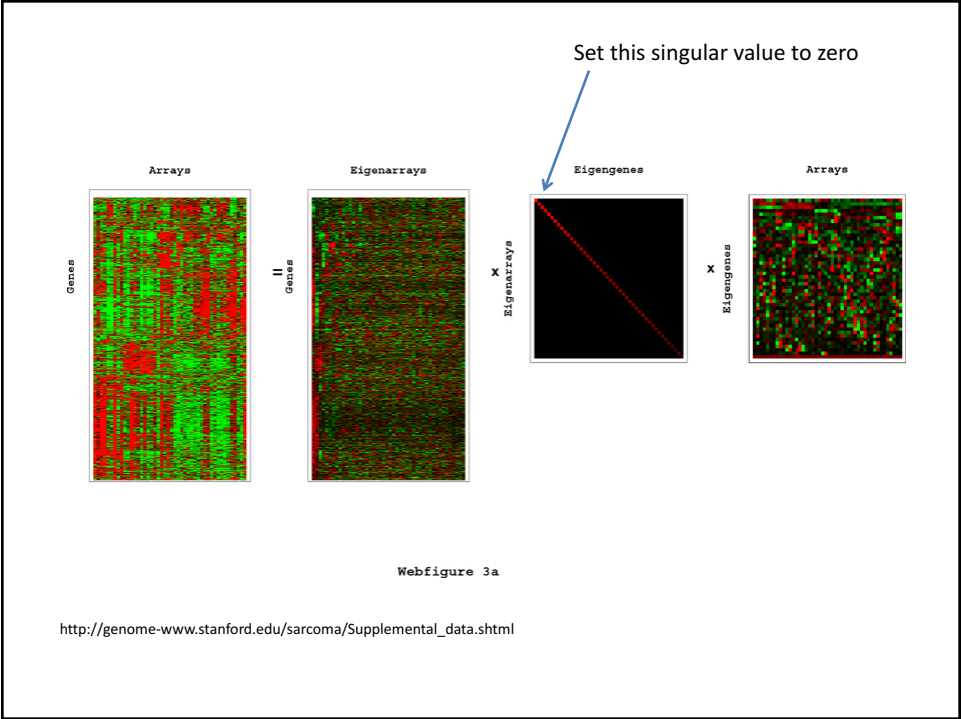 Set this singular value to zero
Arrays
Eigenarrays
Eigengenes
Arrays
Genes
=
Genes
x
Eigenarrays
x
Eigengenes
Webfigure 3a
http://genome-www.stanford.edu/sarcoma/Supplemental_data.shtml